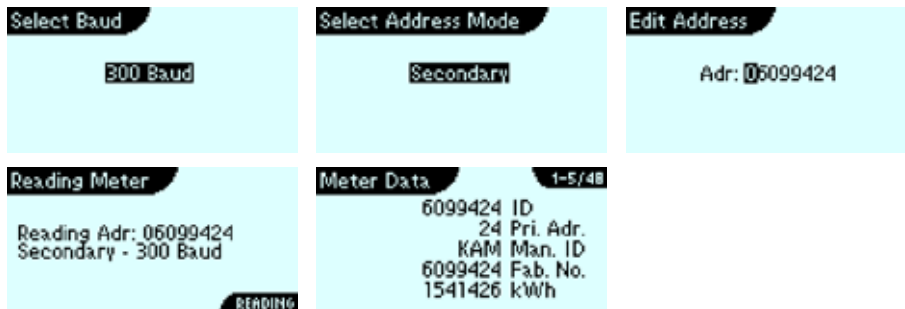 Select Baud
300 Baud
Select Address Mode
Secondary
Edit Address
Adr: 06099424
Reading Meter
Reading Adr: 06099424
Secondary - 300 Baud
READING
Meter Data
1-5/48
6099424 ID
24 Pri. Adr.
KAM Man. ID
6099424 Fab. No.
1541426 kWh